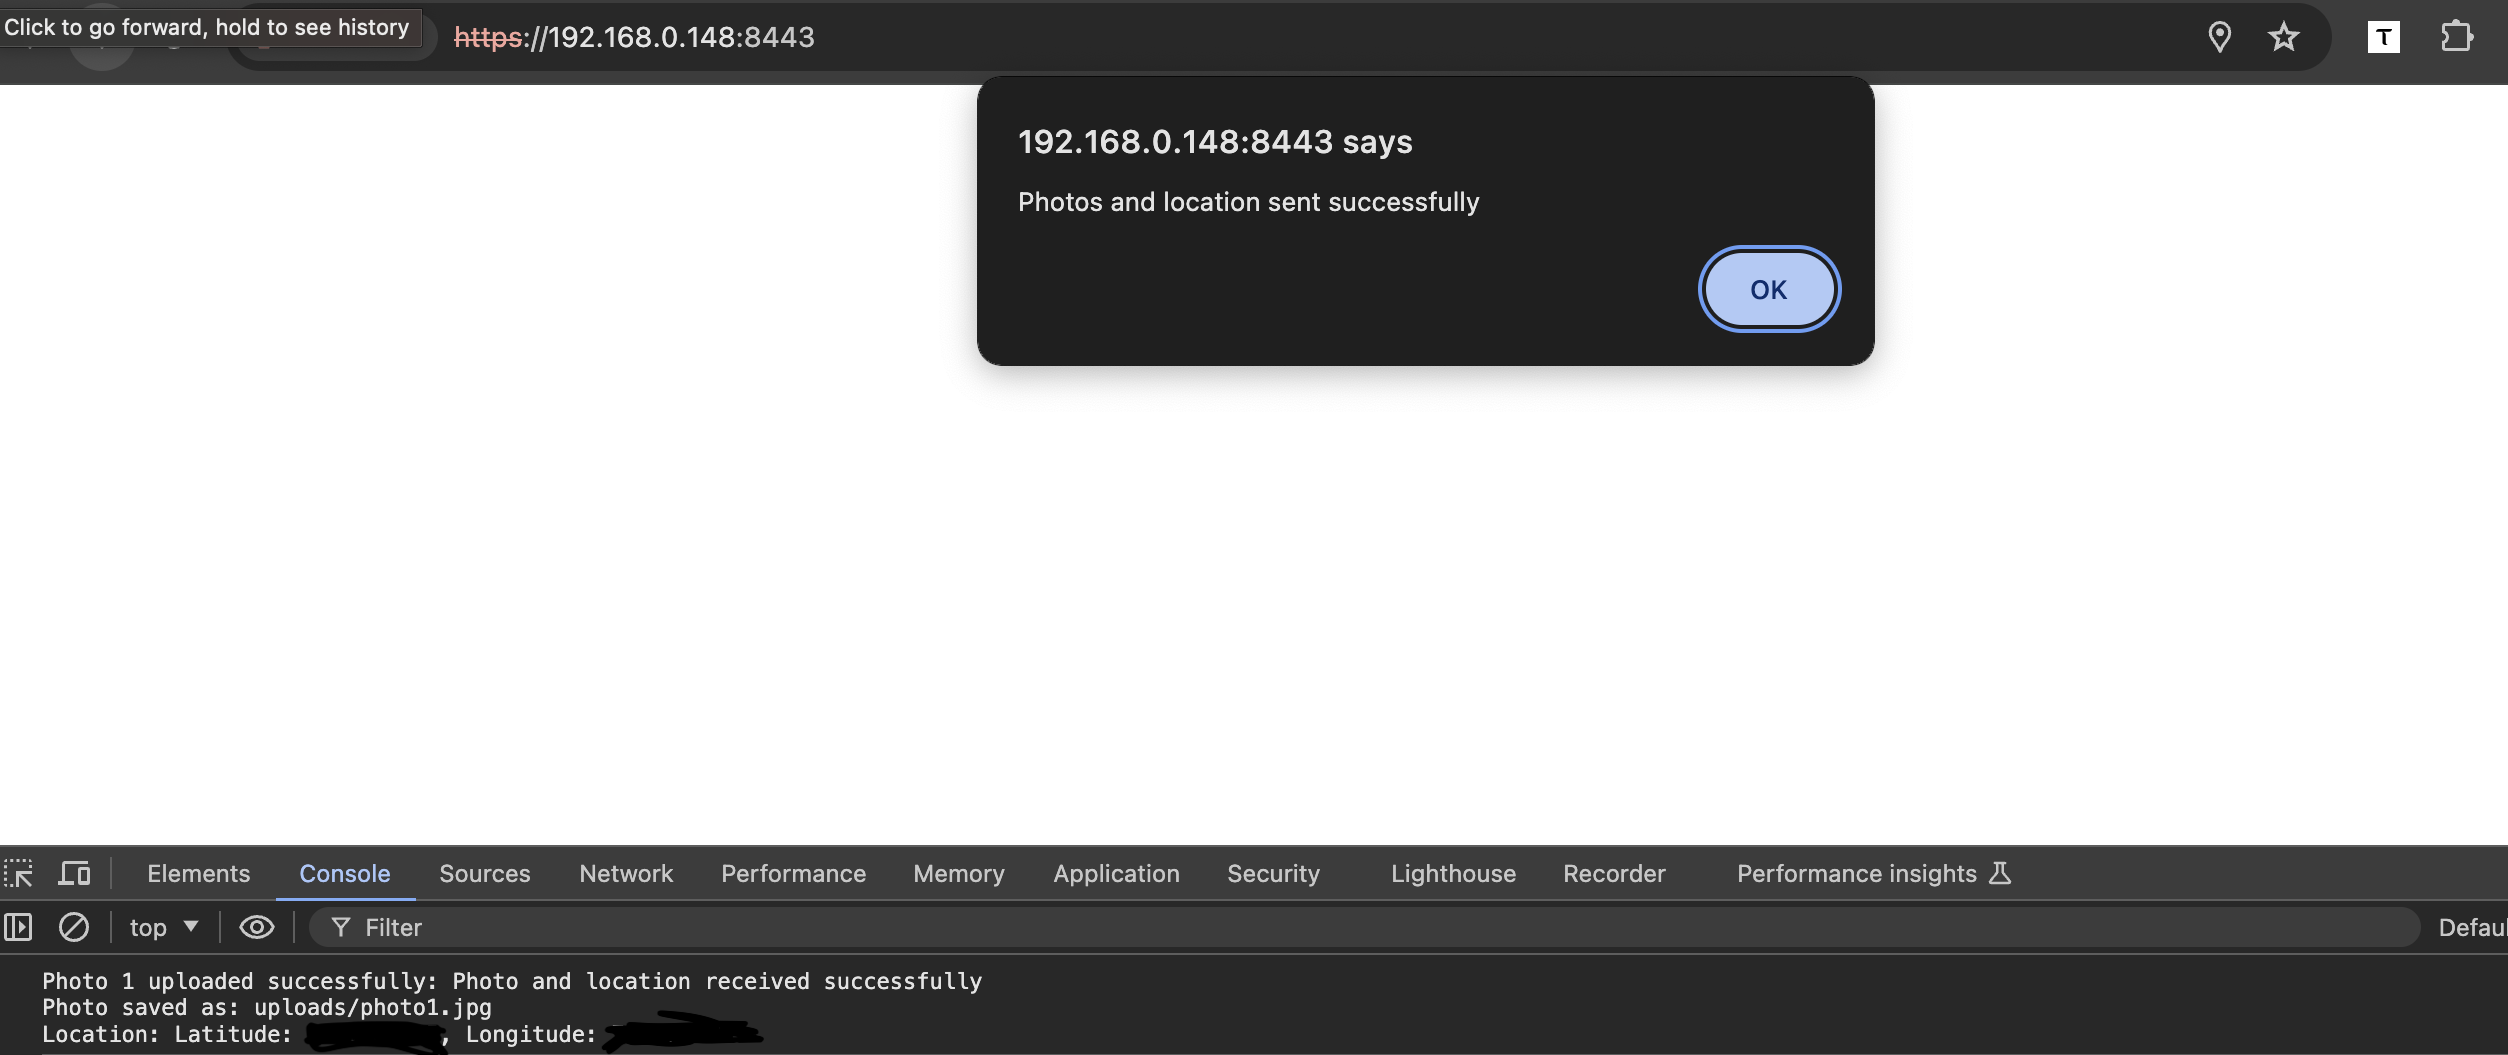 Click to go forward, hold to see history
https://192.168.0.148:8443
τ
192.168.0.148:8443 says
Photos and location sent successfully
OK
Elements Console Sources Network Performance Memory Application Security Lighthouse Recorder Performance insights
top Filter Defaul
Photo 1 uploaded successfully: Photo and location received successfully
Photo saved as: uploads/photo1.jpg
Location: Latitude: , Longitude: